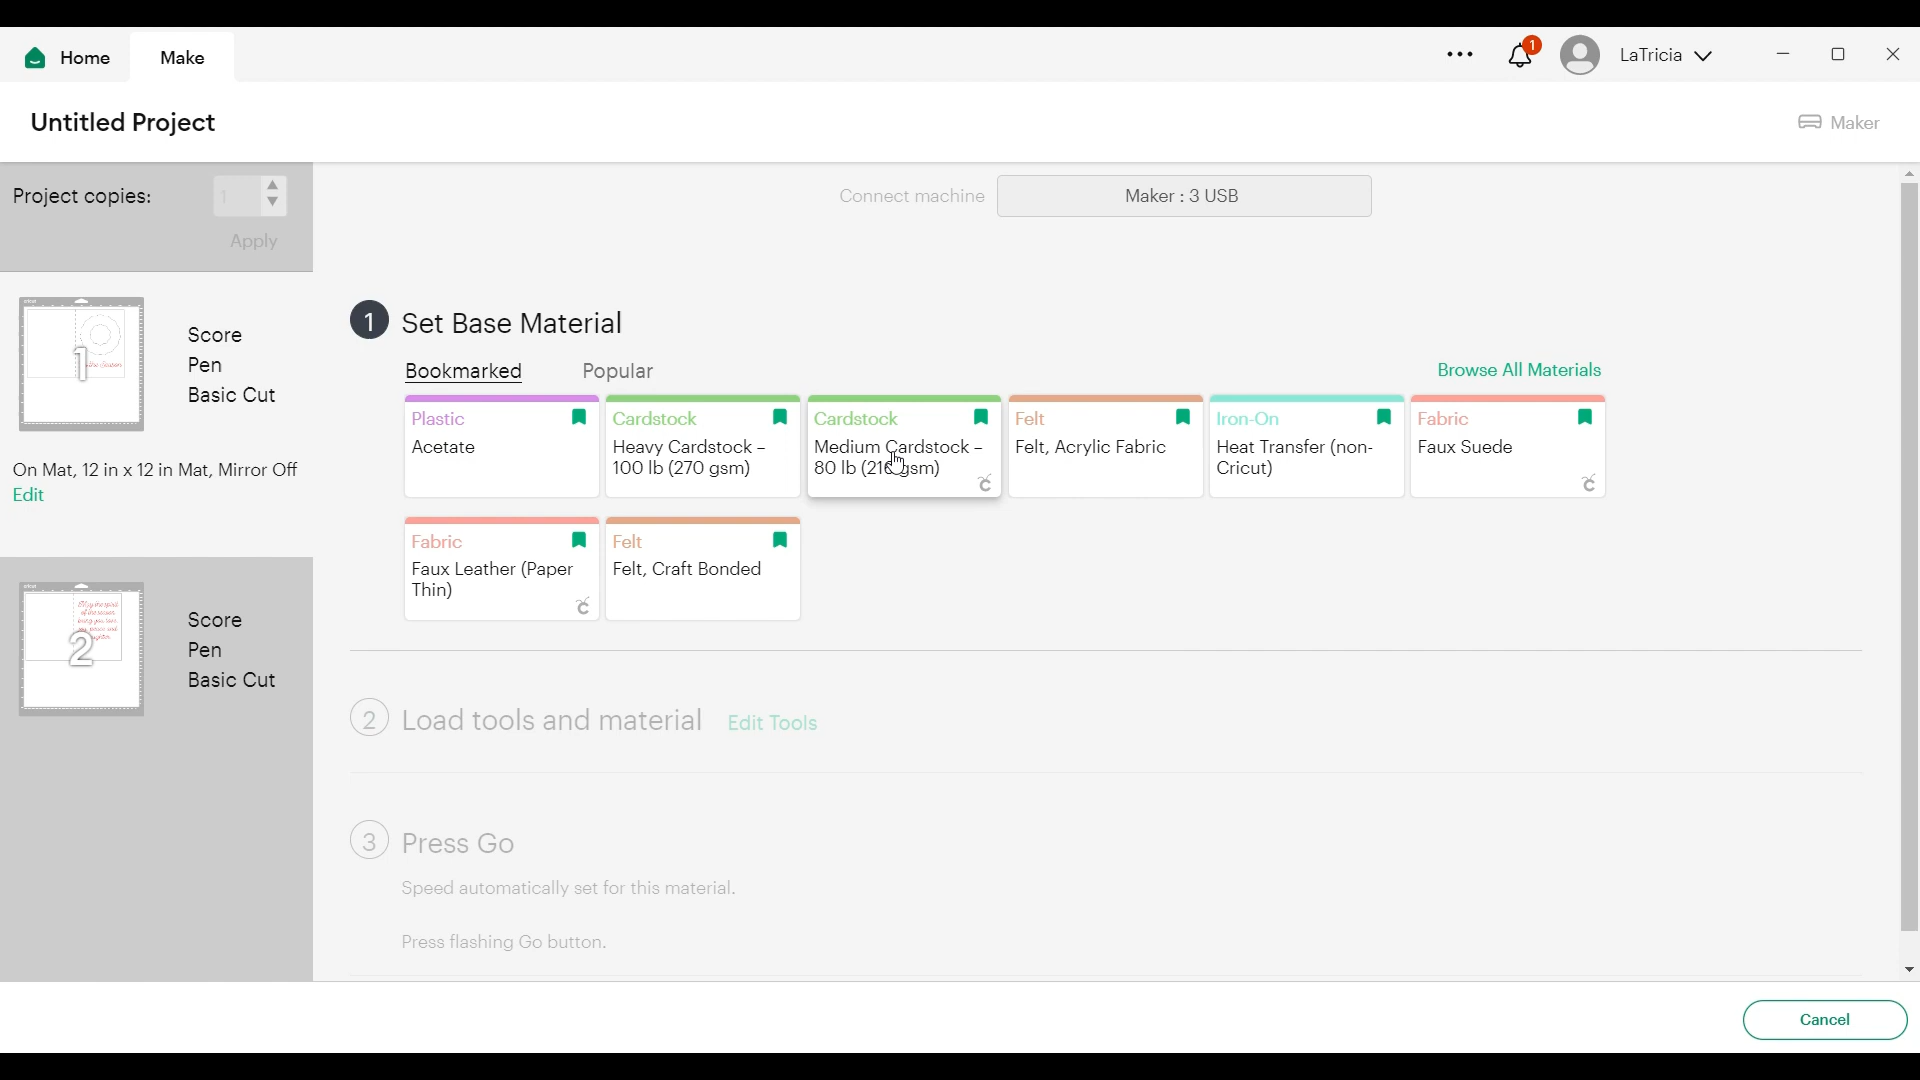 Home
Make
1
LaTricia
Untitled Project
Maker
Project copies:
1
Apply
Connect machine
Maker : 3 USB
1
Score
Pen
Basic Cut
On Mat, 12 in x 12 in Mat, Mirror Off
Edit
2
Score
Pen
Basic Cut
1 Set Base Material
Bookmarked
Popular
Browse All Materials
Plastic
Acetate
Cardstock
Heavy Cardstock –
100 lb (270 gsm)
Cardstock
Medium Cardstock –
80 lb (216 gsm)
Felt
Felt, Acrylic Fabric
Iron-On
Heat Transfer (non-
Cricut)
Fabric
Faux Suede
Fabric
Faux Leather (Paper
Thin)
Felt
Felt, Craft Bonded
2 Load tools and material Edit Tools
3 Press Go
Speed automatically set for this material.
Press flashing Go button.
Cancel